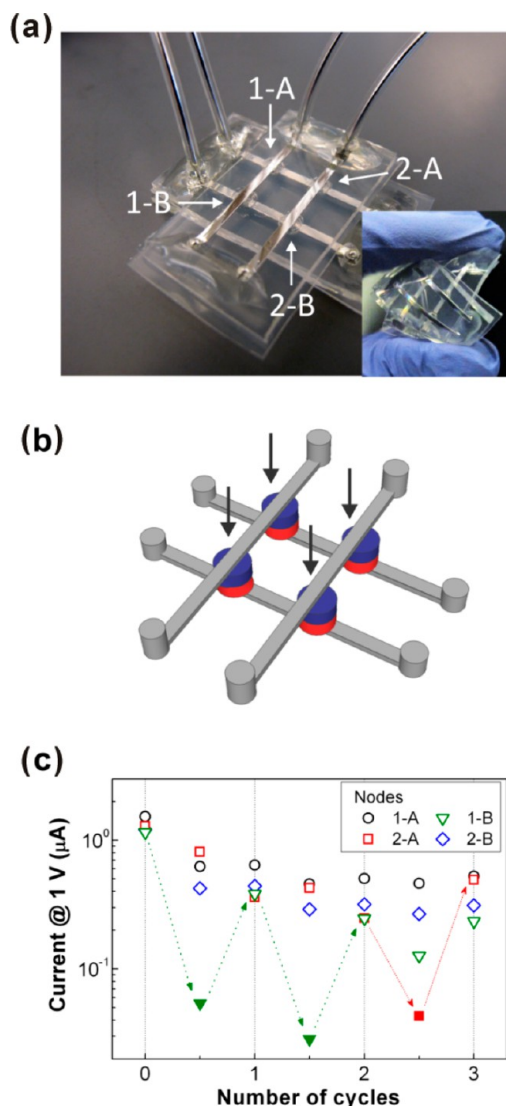 (a)
1-A
2-A
1-B
2-B
(b)
(c)
Nodes
1-A 1-B
2-A 2-B
Current @ 1 V (μA)
10⁰
10⁻¹
0 1 2 3
Number of cycles